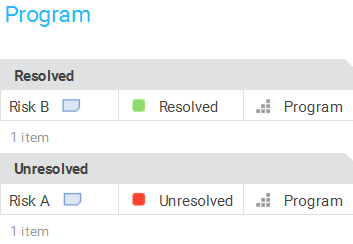 Program
Resolved
Risk B Resolved Program
1 item
Unresolved
Risk A Unresolved Program
1 item